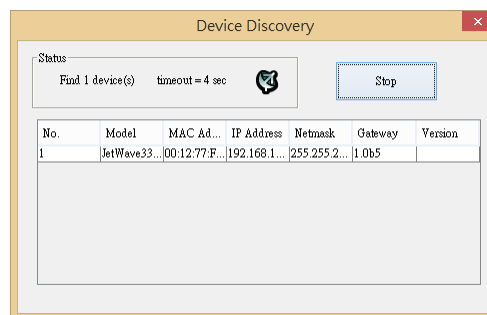 Device Discovery
Status
Find 1 device(s) timeout = 4 sec
Stop
No. Model MAC Ad... IP Address Netmask Gateway Version
1 JetWave33... 00:12:77:F... 192.168.1... 255.255.2... 1.0b5